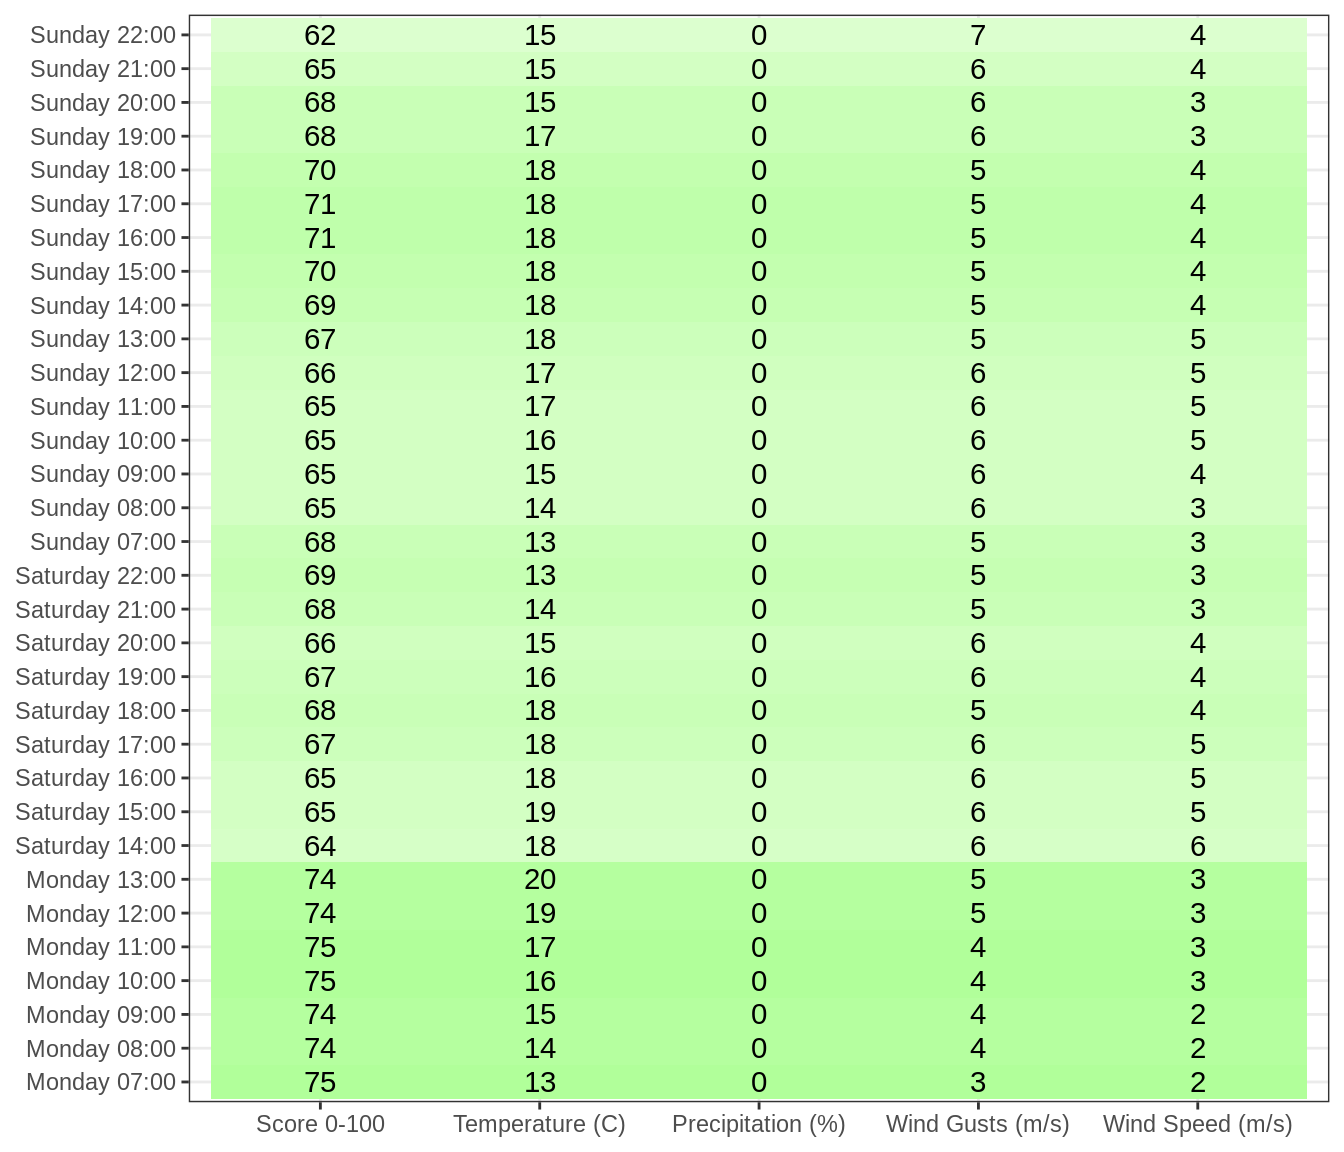 Sunday 22:00 62 15 0 7 4
Sunday 21:00 65 15 0 6 4
Sunday 20:00 68 15 0 6 3
Sunday 19:00 68 17 0 6 3
Sunday 18:00 70 18 0 5 4
Sunday 17:00 71 18 0 5 4
Sunday 16:00 71 18 0 5 4
Sunday 15:00 70 18 0 5 4
Sunday 14:00 69 18 0 5 4
Sunday 13:00 67 18 0 5 5
Sunday 12:00 66 17 0 6 5
Sunday 11:00 65 17 0 6 5
Sunday 10:00 65 16 0 6 5
Sunday 09:00 65 15 0 6 4
Sunday 08:00 65 14 0 6 3
Sunday 07:00 68 13 0 5 3
Saturday 22:00 69 13 0 5 3
Saturday 21:00 68 14 0 5 3
Saturday 20:00 66 15 0 6 4
Saturday 19:00 67 16 0 6 4
Saturday 18:00 68 18 0 5 4
Saturday 17:00 67 18 0 6 5
Saturday 16:00 65 18 0 6 5
Saturday 15:00 65 19 0 6 5
Saturday 14:00 64 18 0 6 6
Monday 13:00 74 20 0 5 3
Monday 12:00 74 19 0 5 3
Monday 11:00 75 17 0 4 3
Monday 10:00 75 16 0 4 3
Monday 09:00 74 15 0 4 2
Monday 08:00 74 14 0 4 2
Monday 07:00 75 13 0 3 2
Score 0-100 Temperature (C) Precipitation (%) Wind Gusts (m/s) Wind Speed (m/s)